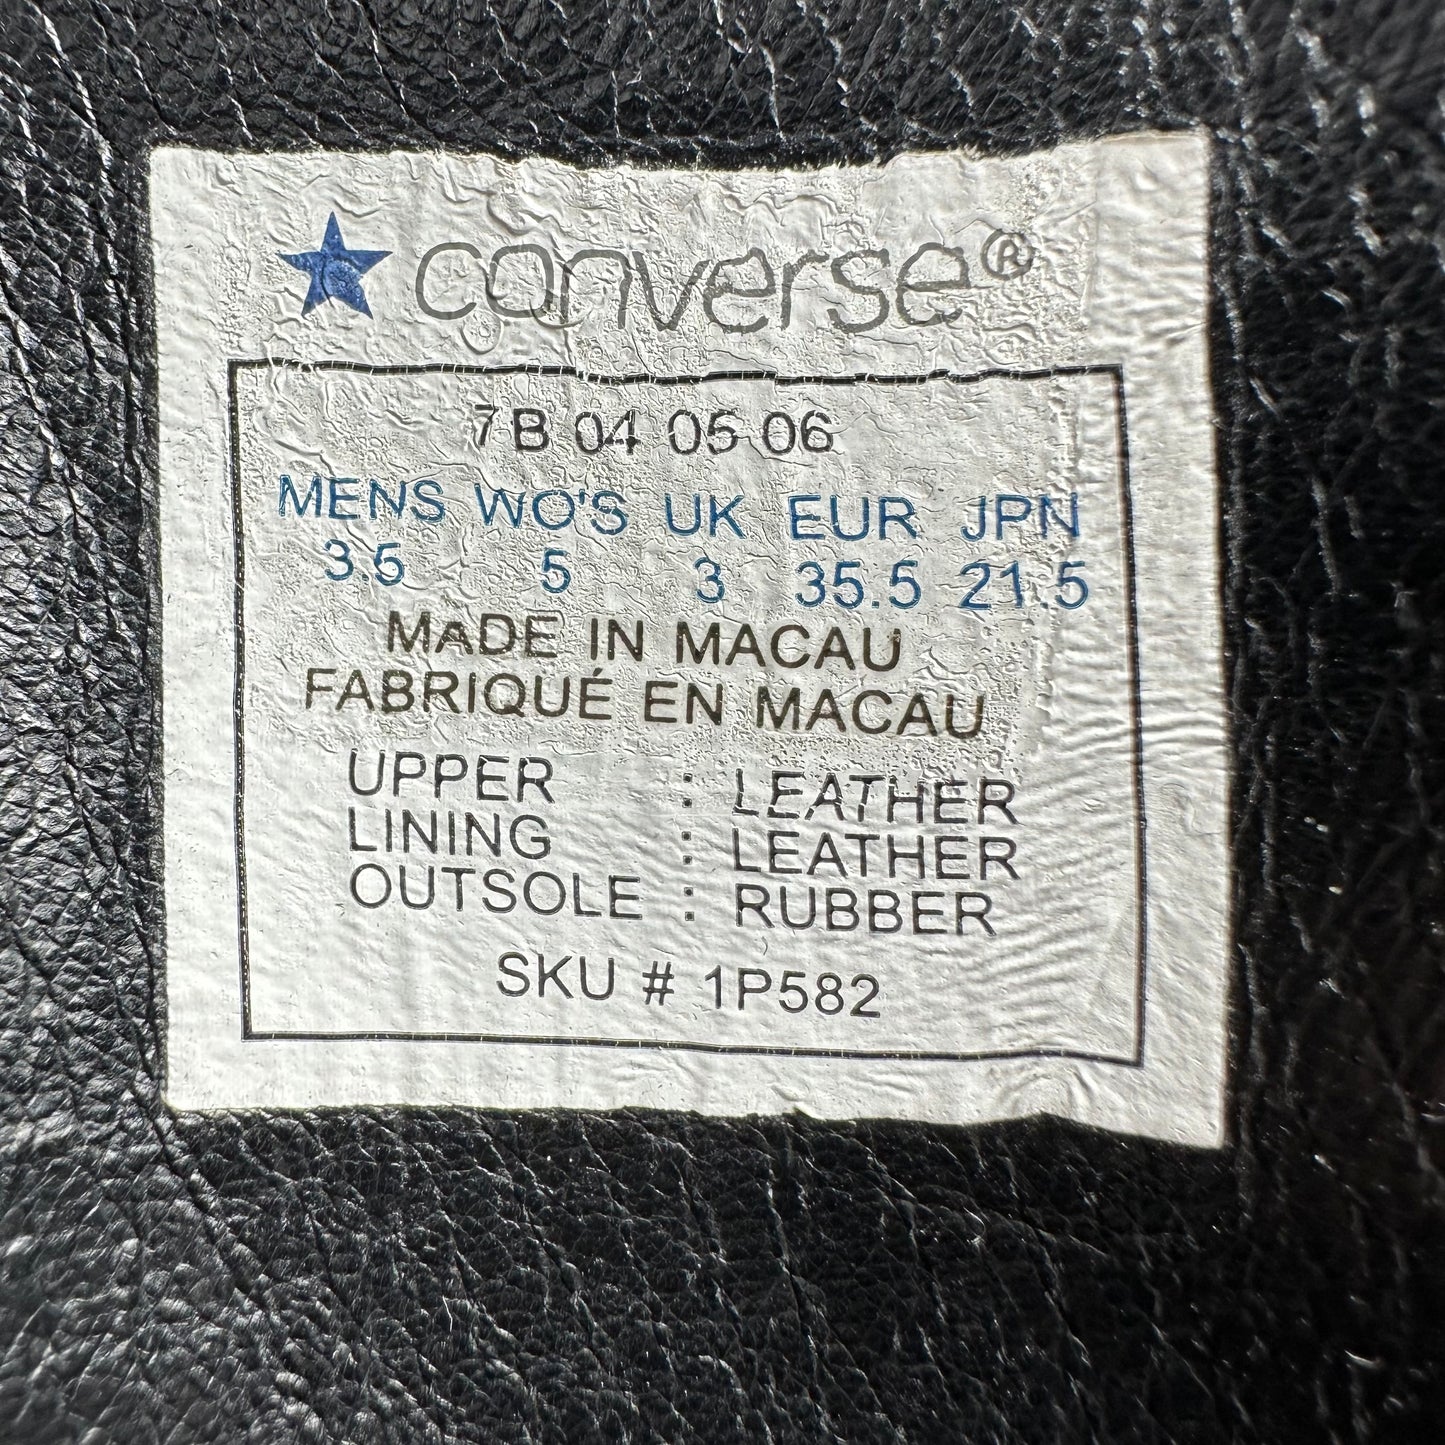 converse®
7B 04 05 06
MENS WO'S UK EUR JPN
3.5 5 3 35.5 21.5
MADE IN MACAU
FABRIQUÉ EN MACAU
UPPER : LEATHER
LINING : LEATHER
OUTSOLE : RUBBER
SKU # 1P582